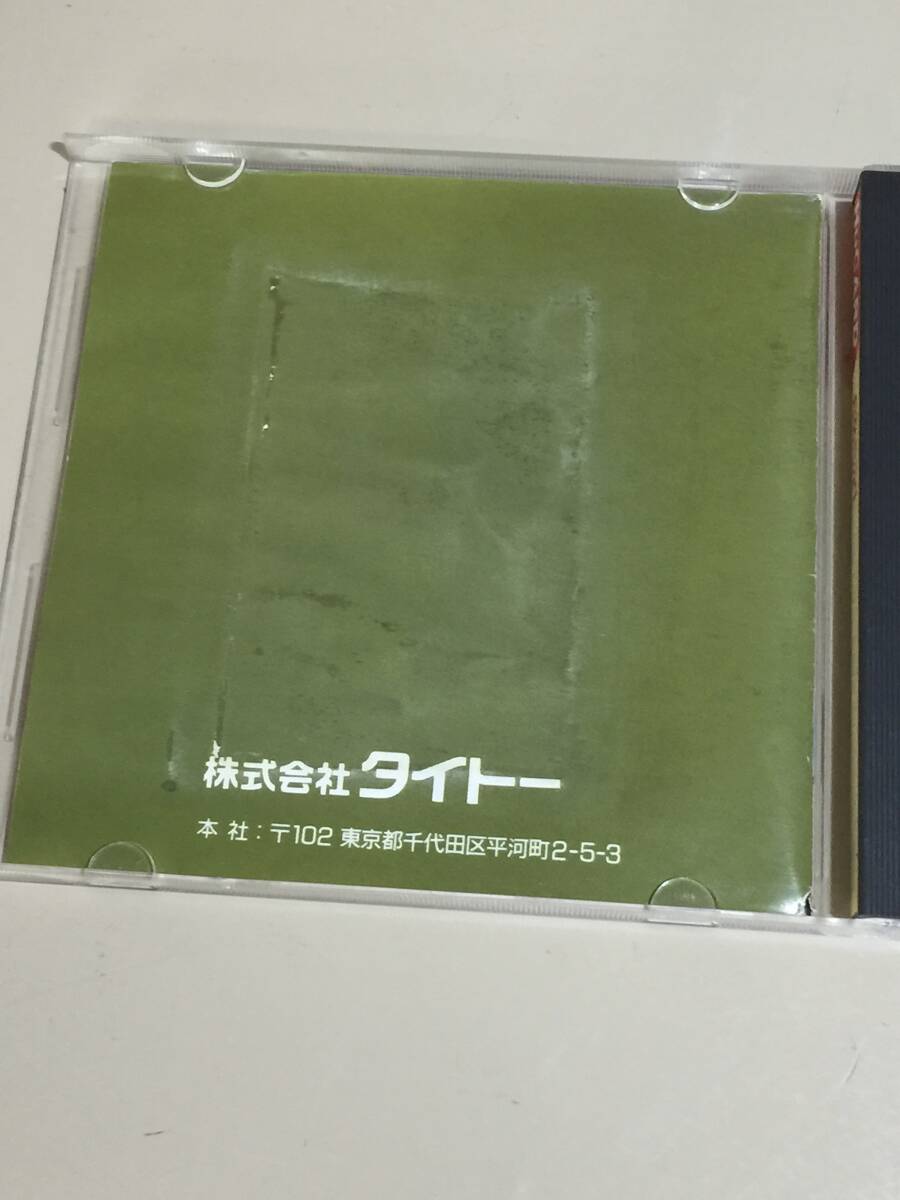 株式会社 タイトー
本 社 : 〒102 東京都千代田区平河町2-5-3